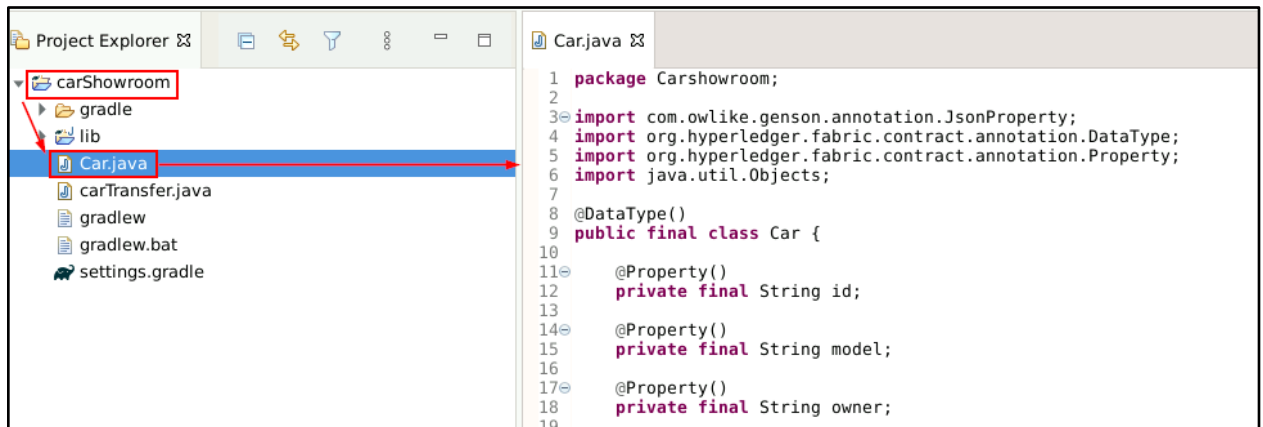 Project Explorer
carShowroom
gradle
lib
Car.java
carTransfer.java
gradlew
gradlew.bat
settings.gradle
Car.java
1 package Carshowroom;
2
3 import com.owlike.genson.annotation.JsonProperty;
4 import org.hyperledger.fabric.contract.annotation.DataType;
5 import org.hyperledger.fabric.contract.annotation.Property;
6 import java.util.Objects;
7
8 @DataType()
9 public final class Car {
10
11 @Property()
12 private final String id;
13
14 @Property()
15 private final String model;
16
17 @Property()
18 private final String owner;
19